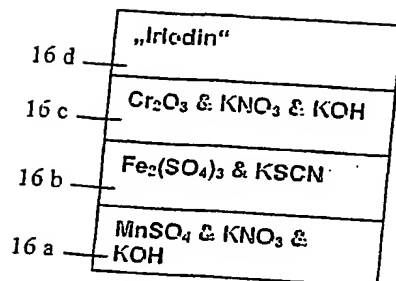 16 d „Iriodin“
16 c Cr₂O₃ & KNO₃ & KOH
16 b Fe₂(SO₄)₃ & KSCN
16 a MnSO₄ & KNO₃ &
KOH